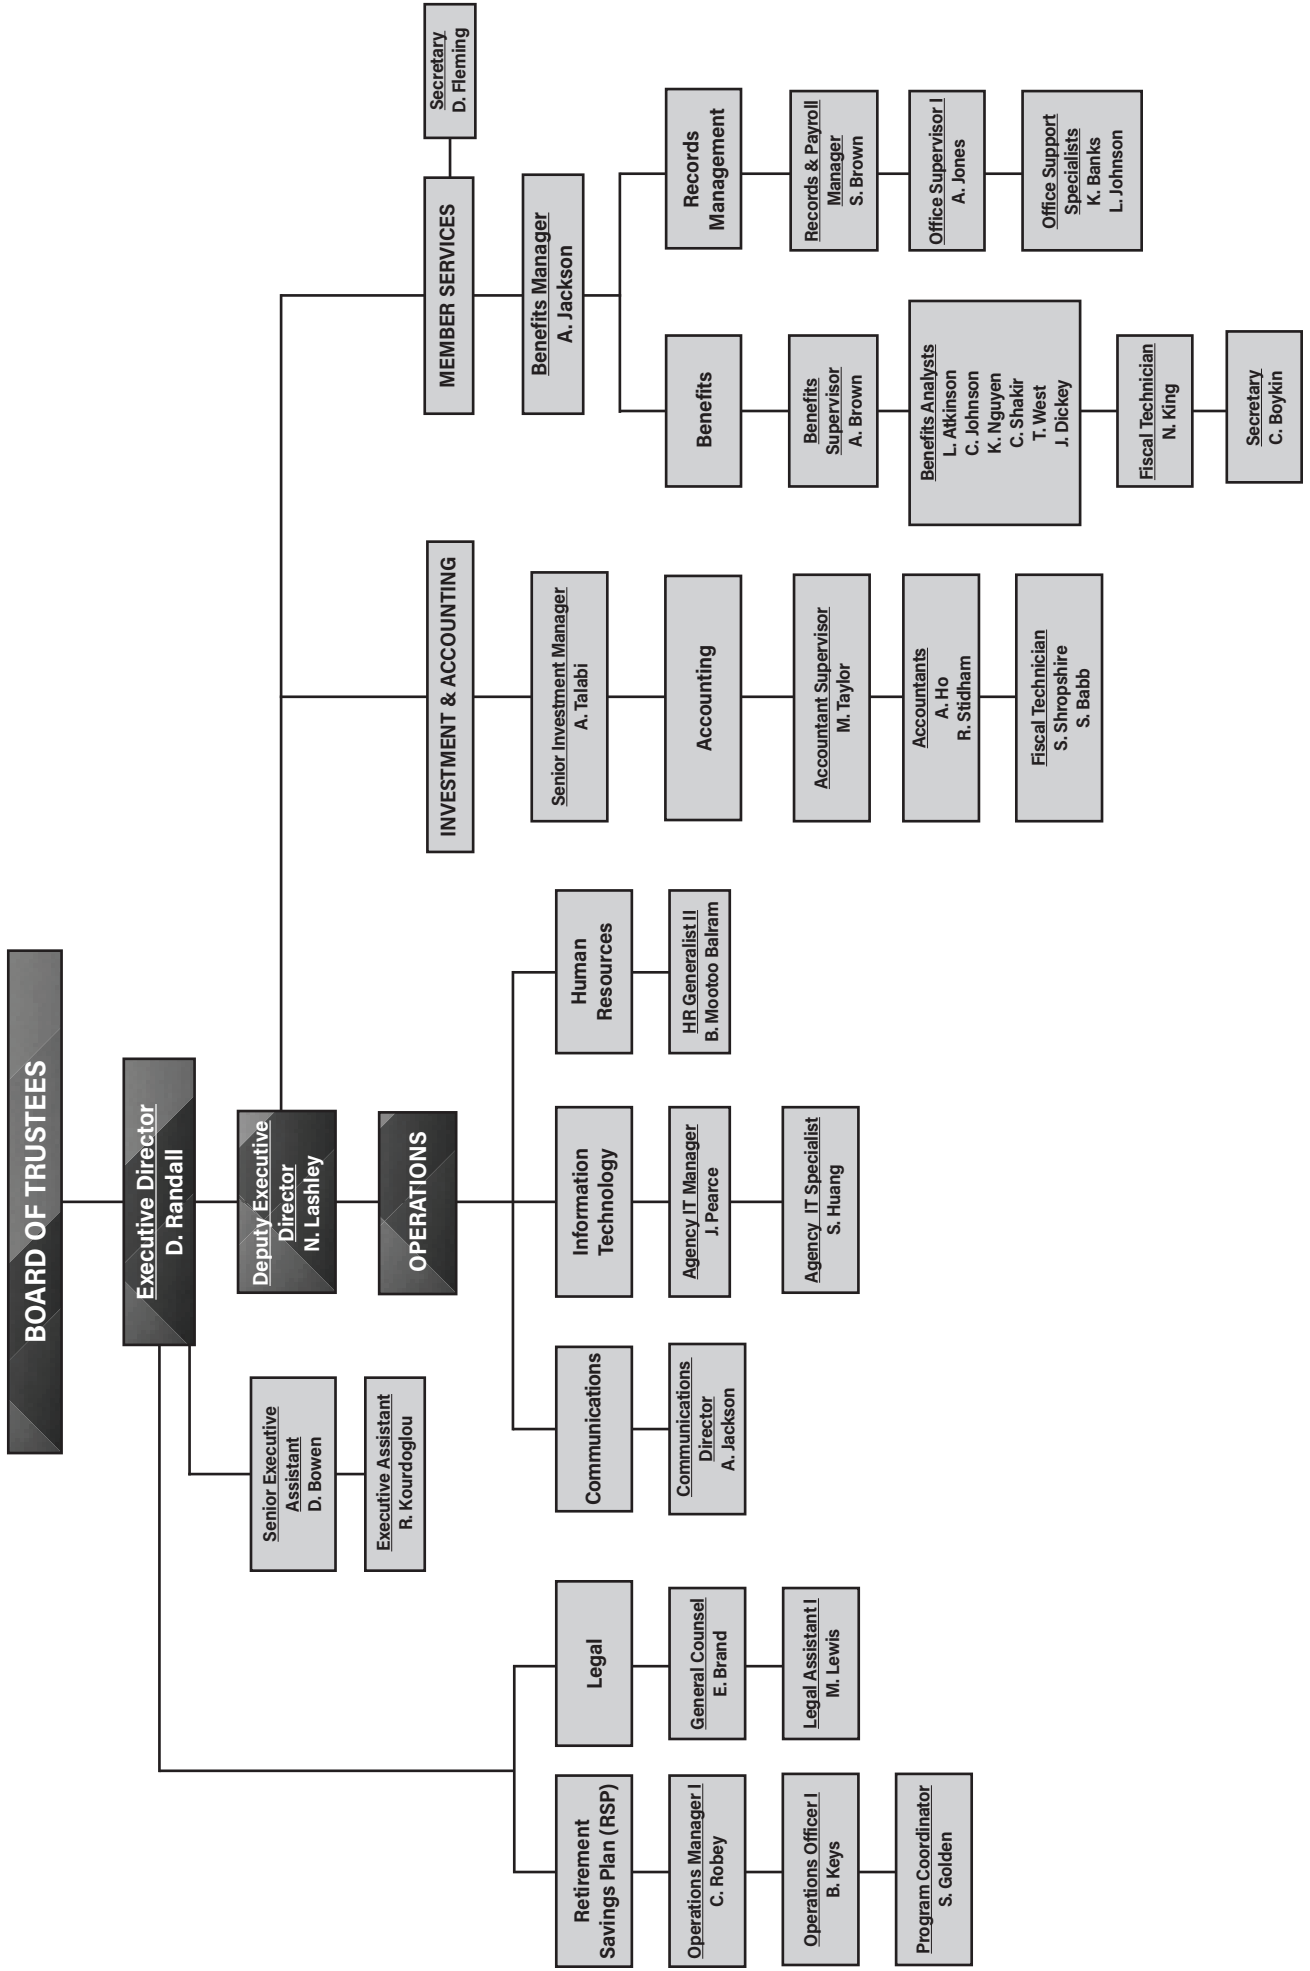 BOARD OF TRUSTEES
Executive Director
D. Randall
Deputy Executive
Director
N. Lashley
OPERATIONS
Senior Executive
Assistant
D. Bowen
Executive Assistant
R. Kourdoglou
Retirement
Savings Plan (RSP)
Operations Manager I
C. Robey
Operations Officer I
B. Keys
Program Coordinator
S. Golden
Legal
General Counsel
E. Brand
Legal Assistant I
M. Lewis
Communications
Communications
Director
A. Jackson
Information
Technology
Agency IT Manager
J. Pearce
Agency IT Specialist
S. Huang
Human
Resources
HR Generalist II
B. Mootoo Balram
INVESTMENT & ACCOUNTING
Senior Investment Manager
A. Talabi
Accounting
Accountant Supervisor
M. Taylor
Accountants
A. Ho
R. Stidham
Fiscal Technician
S. Shropshire
S. Babb
MEMBER SERVICES
Secretary
D. Fleming
Benefits Manager
A. Jackson
Benefits
Benefits
Supervisor
A. Brown
Benefits Analysts
L. Atkinson
C. Johnson
K. Nguyen
C. Shakir
T. West
J. Dickey
Fiscal Technician
N. King
Secretary
C. Boykin
Records
Management
Records & Payroll
Manager
S. Brown
Office Supervisor I
A. Jones
Office Support
Specialists
K. Banks
L. Johnson